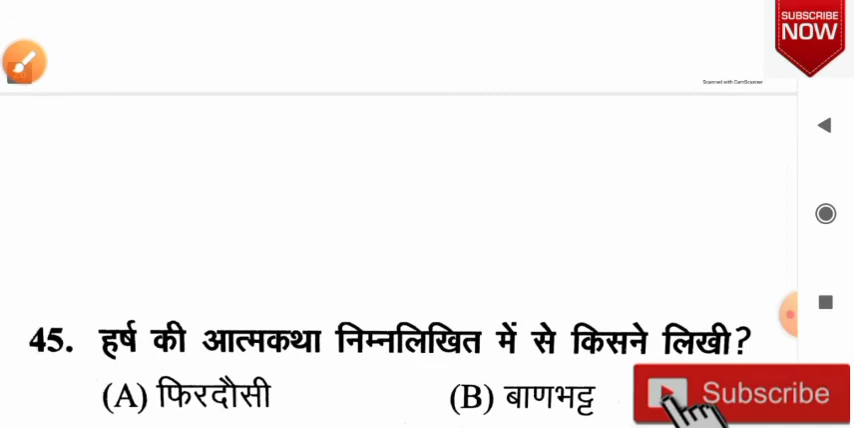 SUBSCRIBE
NOW
Scanned with CamScanner
45. हर्ष की आत्मकथा निम्नलिखित में से किसने लिखी?
(A) फिरदौसी (B) बाणभट्ट
Subscribe